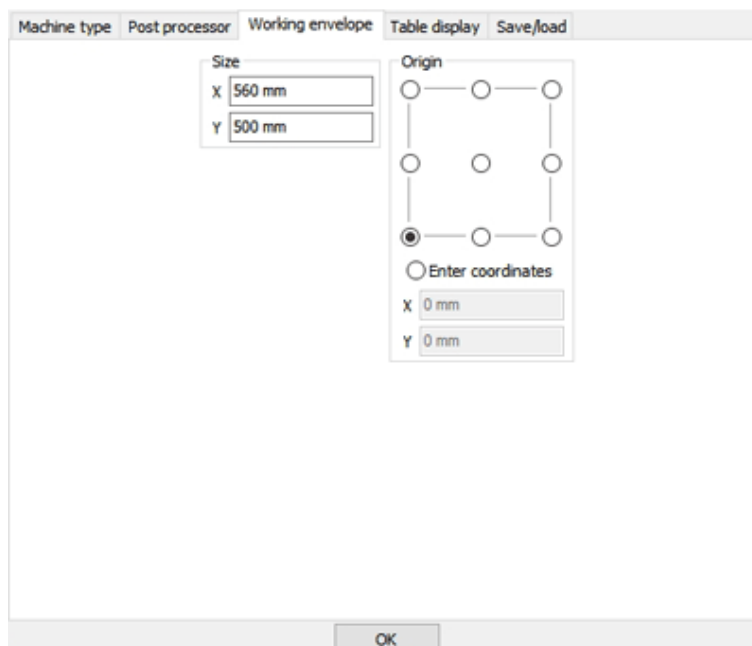 Machine type Post processor Working envelope Table display Save/load
Size
X 560 mm
Y 500 mm
Origin
Enter coordinates
X 0 mm
Y 0 mm
OK